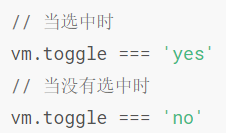 // 当选中时
vm.toggle === 'yes'
// 当没有选中时
vm.toggle === 'no'